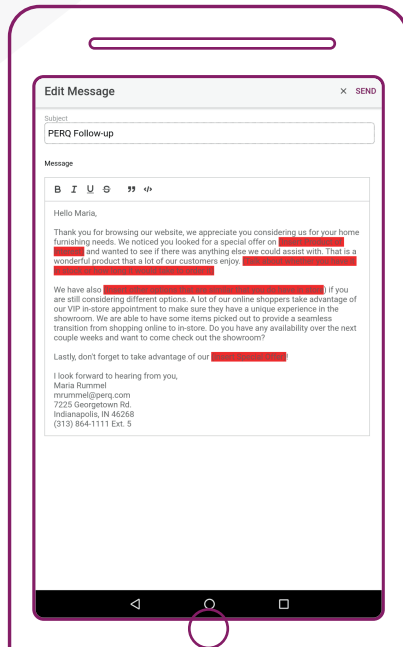 Edit Message
× SEND
Subject
PERQ Follow-up
Message
B I U S ” </>
Hello Maria,
Thank you for browsing our website, we appreciate you considering us for your home
furnishing needs. We noticed you looked for a special offer on
and wanted to see if there was anything else we could assist with. That is a
wonderful product that a lot of our customers enjoy.
We have also ) if you
are still considering different options. A lot of our online shoppers take advantage of
our VIP in-store appointment to make sure they have a unique experience in the
showroom. We are able to have some items picked out to provide a seamless
transition from shopping online to in-store. Do you have any availability over the next
couple weeks and want to come check out the showroom?
Lastly, don't forget to take advantage of our !
I look forward to hearing from you,
Maria Rummel
mrummel@perq.com
7225 Georgetown Rd.
Indianapolis, IN 46268
(313) 864-1111 Ext. 5